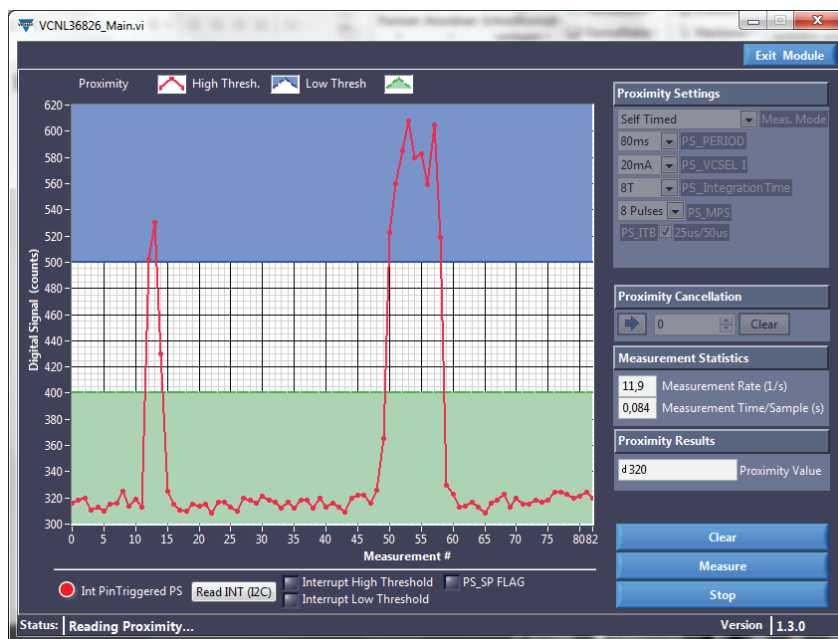 VCNL36826_Main.vi
Exit Module
Proximity High Thresh. Low Thresh
620
600
580
560
540
520
500
480
460
440
420
400
380
360
340
320
300
Digital Signal (counts)
0 5 10 15 20 25 30 35 40 45 50 55 60 65 70 75 80 82
Measurement #
Proximity Settings
Self Timed Meas. Mode
80ms PS_PERIOD
20mA PS_VCSEL I
8T PS_IntegrationTime
8 Pulses PS_MPS
PS_ITB 25us/50us
Proximity Cancellation
0 Clear
Measurement Statistics
11,9 Measurement Rate (1/s)
0,084 Measurement Time/Sample (s)
Proximity Results
d 320 Proximity Value
Clear
Measure
Stop
Int PinTriggered PS Read INT (I2C) Interrupt High Threshold PS_SP FLAG
Interrupt Low Threshold
Status: Reading Proximity... Version 1.3.0